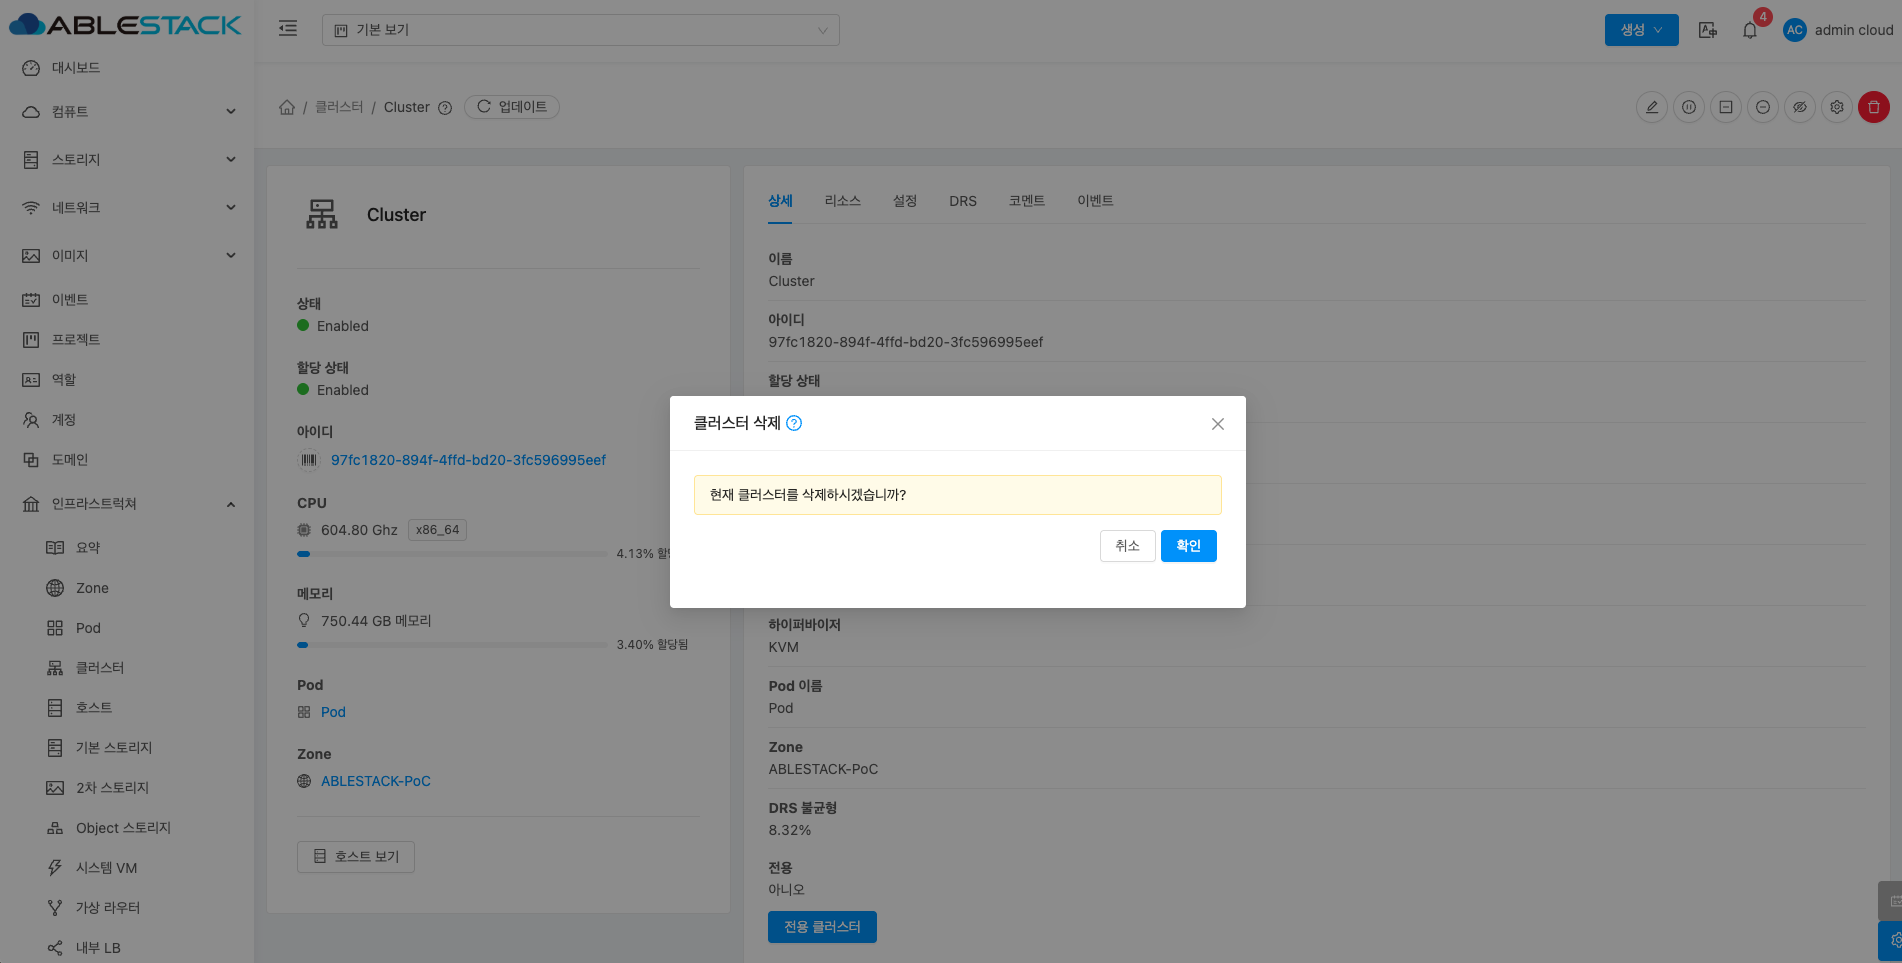 ABLESTACK
기본 보기
생성
4
AC
admin cloud
대시보드
컴퓨트
스토리지
네트워크
이미지
이벤트
프로젝트
역할
계정
도메인
인프라스트럭쳐
요약
Zone
Pod
클러스터
호스트
기본 스토리지
2차 스토리지
Object 스토리지
시스템 VM
가상 라우터
내부 LB
/ 클러스터 / Cluster
업데이트
Cluster
상태
Enabled
할당 상태
Enabled
아이디
97fc1820-894f-4ffd-bd20-3fc596995eef
CPU
604.80 Ghz x86_64
4.13%
메모리
750.44 GB 메모리
3.40% 할당됨
Pod
Pod
Zone
ABLESTACK-PoC
호스트 보기
상세 리소스 설정 DRS 코멘트 이벤트
이름
Cluster
아이디
97fc1820-894f-4ffd-bd20-3fc596995eef
할당 상태
클러스터 삭제
현재 클러스터를 삭제하시겠습니까?
취소 확인
하이퍼바이저
KVM
Pod 이름
Pod
Zone
ABLESTACK-PoC
DRS 불균형
8.32%
전용
아니오
전용 클러스터